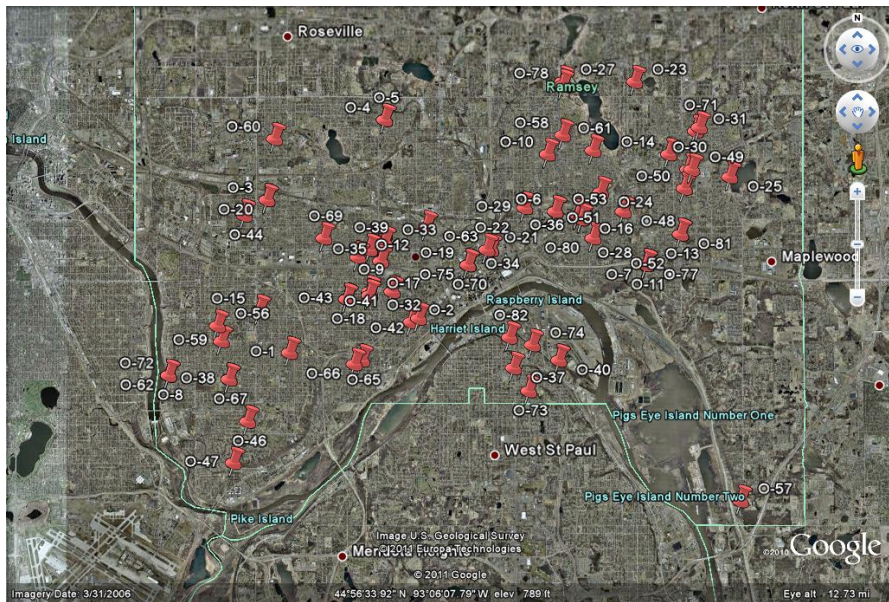 N
Roseville
O-78
O-27
O-23
Ramsey
O-5
O-4
O-60
O-58
O-61
O-71
O-31
n Island
O-10
O-14
O-30
O-49
O-50
O-25
O-3
O-20
O-44
O-69
O-39
O-33
O-29
O-6
O-53
O-24
O-36
O-51
O-16
O-48
O-35
O-12
O-63
O-22
O-21
O-80
O-28
O-81
O-13
O-19
O-34
O-9
O-75
O-70
O-52
O-7
O-77
O-11
Maplewood
O-15
O-56
O-43
O-41
O-17
O-18
O-32
O-2
O-42
Raspberry Island
Harriet Island
O-82
O-74
O-59
O-1
O-72
O-62
O-38
O-8
O-67
O-66
O-65
O-37
O-40
O-73
O-46
O-47
West St Paul
Pigs Eye Island Number One
O-57
Pigs Eye Island Number Two
Pike Island
Image U.S. Geological Survey
© 2011 Europa Technologies
© 2011 Google
©2010 Google
Imagery Date: 3/31/2006 44°56'33.92" N 93°06'07.79" W elev 789 ft Eye alt 12.73 mi